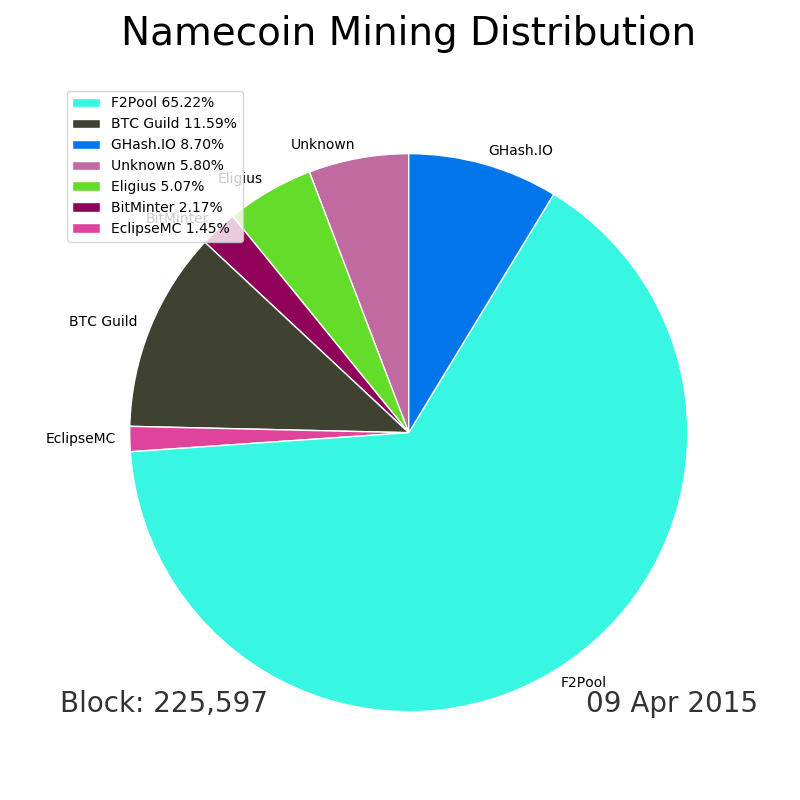 Namecoin Mining Distribution
F2Pool 65.22%
BTC Guild 11.59%
GHash.IO 8.70%
Unknown 5.80%
Eligius 5.07%
BitMinter 2.17%
EclipseMC 1.45%
Unknown
GHash.IO
Eligius
BitMinter
BTC Guild
EclipseMC
F2Pool
Block: 225,597
09 Apr 2015